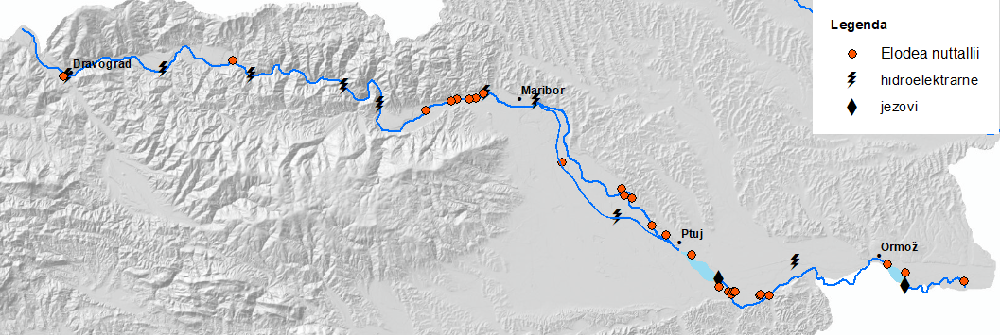 Legenda
Elodea nuttallii
hidroelektrarne
jezovi
Dravograd
Maribor
Ptuj
Ormož